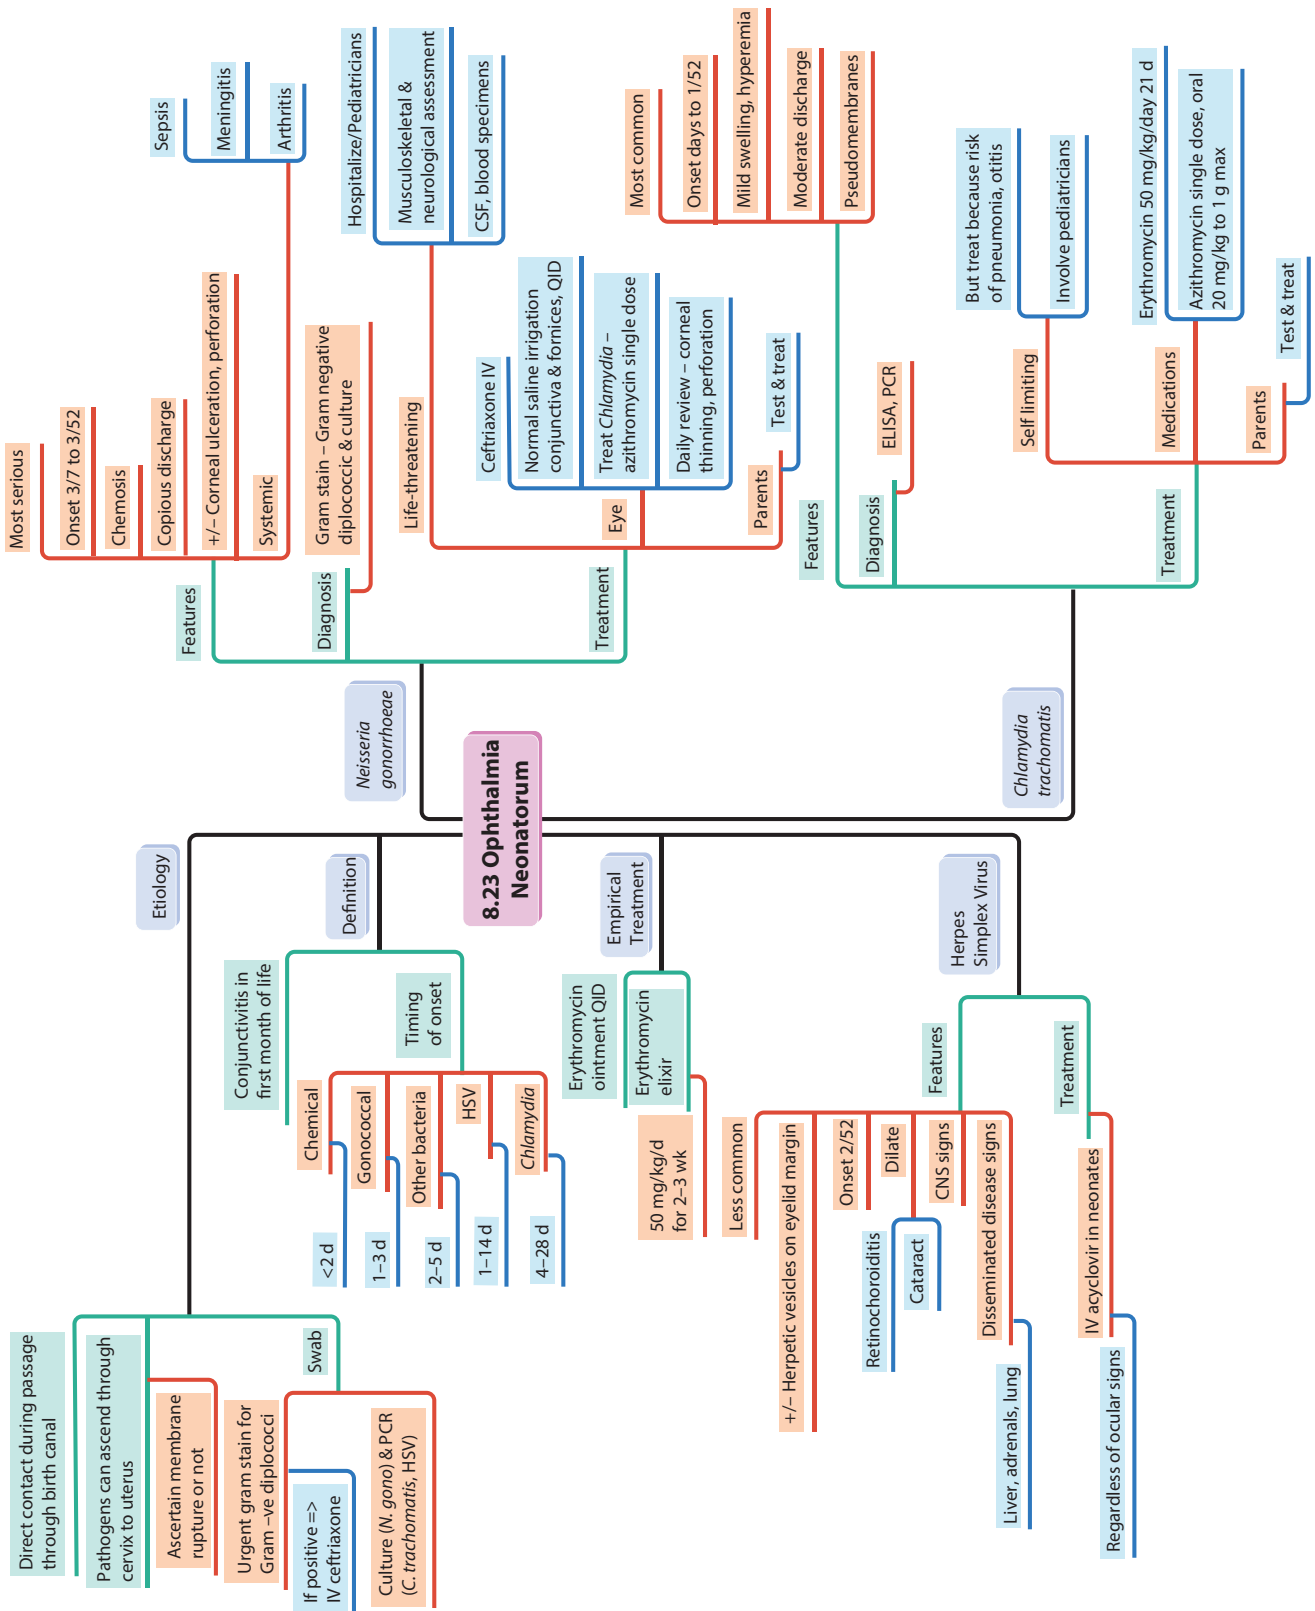 8.23 Ophthalmia
Neonatorum
Etiology
Direct contact during passage
through birth canal
Pathogens can ascend through
cervix to uterus
Ascertain membrane
rupture or not
Swab
Urgent gram stain for
Gram –ve diplococci
If positive =>
IV ceftriaxone
Culture (N. gono) & PCR
(C. trachomatis, HSV)
Definition
Conjunctivitis in
first month of life
Timing
of onset
Chemical
<2 d
Gonococcal
1–3 d
Other bacteria
2–5 d
HSV
1–14 d
Chlamydia
4–28 d
Empirical
Treatment
Erythromycin
ointment QID
Erythromycin
elixir
50 mg/kg/d
for 2–3 wk
Herpes
Simplex Virus
Features
Less common
+/– Herpetic vesicles on eyelid margin
Onset 2/52
Dilate
Retinochoroiditis
Cataract
CNS signs
Disseminated disease signs
Liver, adrenals, lung
Treatment
IV acyclovir in neonates
Regardless of ocular signs
Neisseria
gonorrhoeae
Features
Most serious
Onset 3/7 to 3/52
Chemosis
Copious discharge
+/– Corneal ulceration, perforation
Systemic
Sepsis
Meningitis
Arthritis
Diagnosis
Gram stain – Gram negative
diplococcic & culture
Treatment
Life-threatening
Hospitalize/Pediatricians
Musculoskeletal &
neurological assessment
CSF, blood specimens
Eye
Ceftriaxone IV
Normal saline irrigation
conjunctiva & fornices, QID
Treat Chlamydia –
azithromycin single dose
Daily review – corneal
thinning, perforation
Parents
Test & treat
Chlamydia
trachomatis
Features
Most common
Onset days to 1/52
Mild swelling, hyperemia
Moderate discharge
Pseudomembranes
Diagnosis
ELISA, PCR
Treatment
Self limiting
But treat because risk
of pneumonia, otitis
Involve pediatricians
Medications
Erythromycin 50 mg/kg/day 21 d
Azithromycin single dose, oral
20 mg/kg to 1 g max
Parents
Test & treat